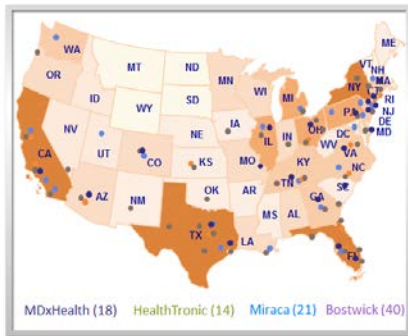 ME
WA
MT
ND
VT
NH
MN
OR
WI
NY
MA
ID
SD
MI
CT
RI
WY
IA
PA
NJ
NE
OH
DE
NV
IL
IN
DC
MD
UT
WV
CA
CO
KS
MO
KY
VA
NC
TN
AZ
NM
OK
AR
SC
MS
AL
GA
TX
LA
FL
MDxHealth (18) HealthTronic (14) Miraca (21) Bostwick (40)